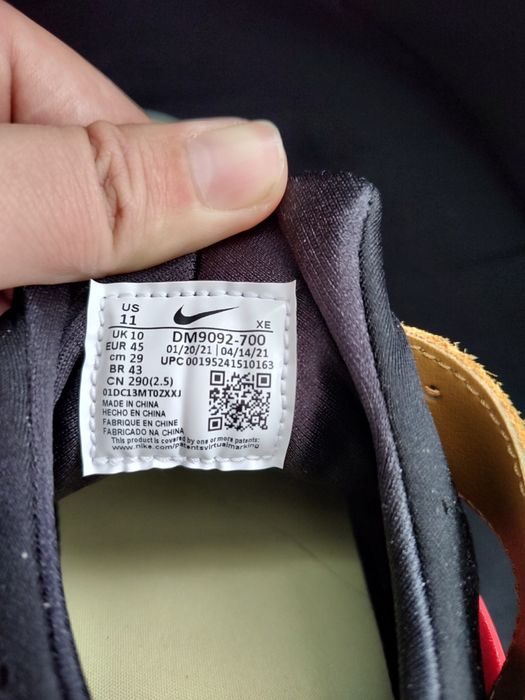 US
11
XE
UK 10
DM9092-700
EUR 45
01/20/21 | 04/14/21
cm 29
UPC 00195241510163
BR 43
CN 290(2.5)
01DC13MT0ZXXJ
MADE IN CHINA
HECHO EN CHINA
FABRIQUE EN CHINE
FABRICADO NA CHINA
This product is covered by one or more patents:
www.nike.com/patentsvirtualmarking